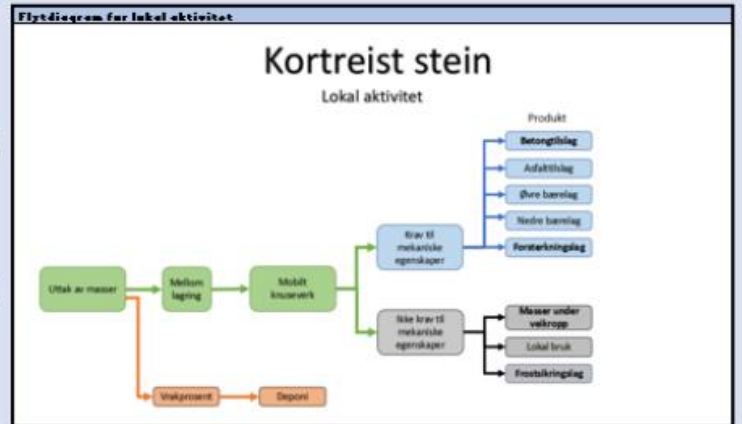 Flytdiagram for lokal aktivitet
Kortreist stein
Lokal aktivitet
Produkt
Betongtilslag
Asfalttilslag
Øvre bærelag
Nedre bærelag
Forsterkningslag
Krav til
mekaniske
egenskaper
Uttak av masser
Mellom
lagring
Mobilt
knuseverk
Ikke krav til
mekaniske
egenskaper
Masser under
veikropp
Lokal bruk
Frostsikringslag
Vrakprosent
Deponi